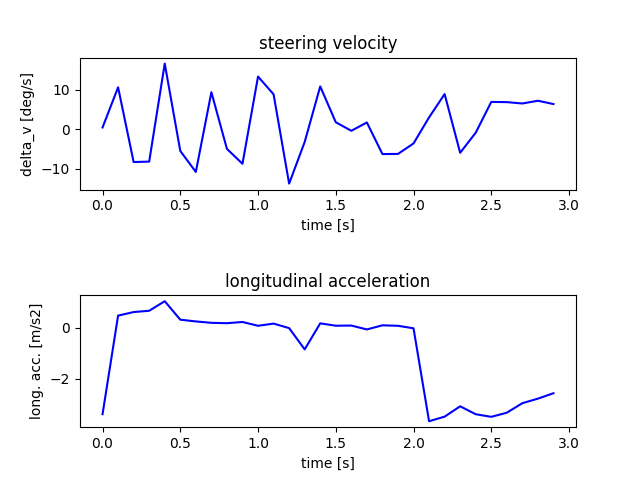 steering velocity
delta_v [deg/s]
10
0
−10
0.0 0.5 1.0 1.5 2.0 2.5 3.0
time [s]
longitudinal acceleration
long. acc. [m/s2]
0
−2
0.0 0.5 1.0 1.5 2.0 2.5 3.0
time [s]